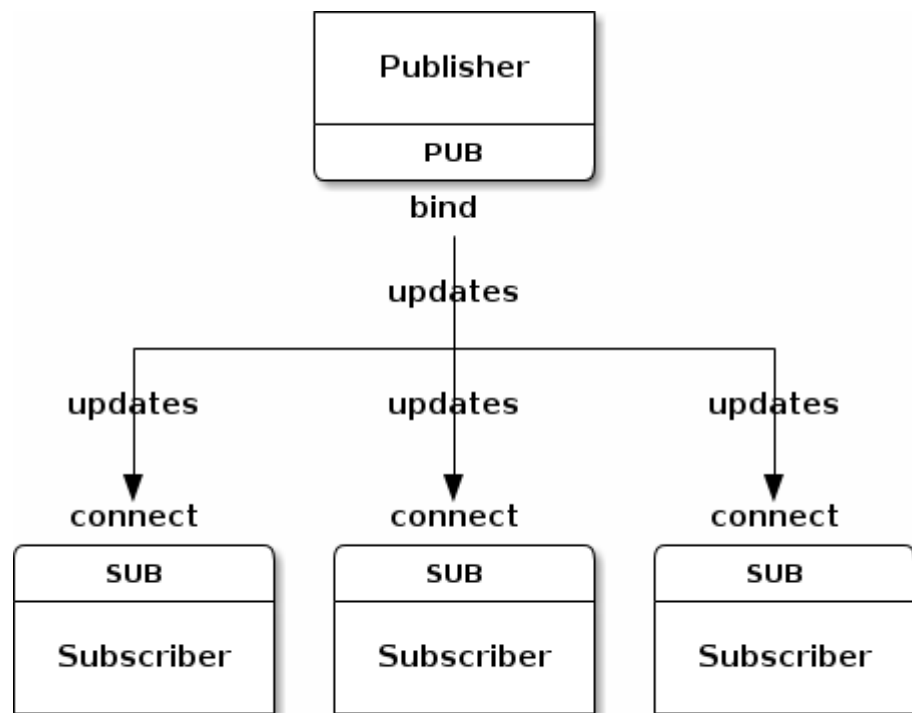 Publisher
PUB
bind
updates
updates updates updates
connect connect connect
SUB SUB SUB
Subscriber Subscriber Subscriber